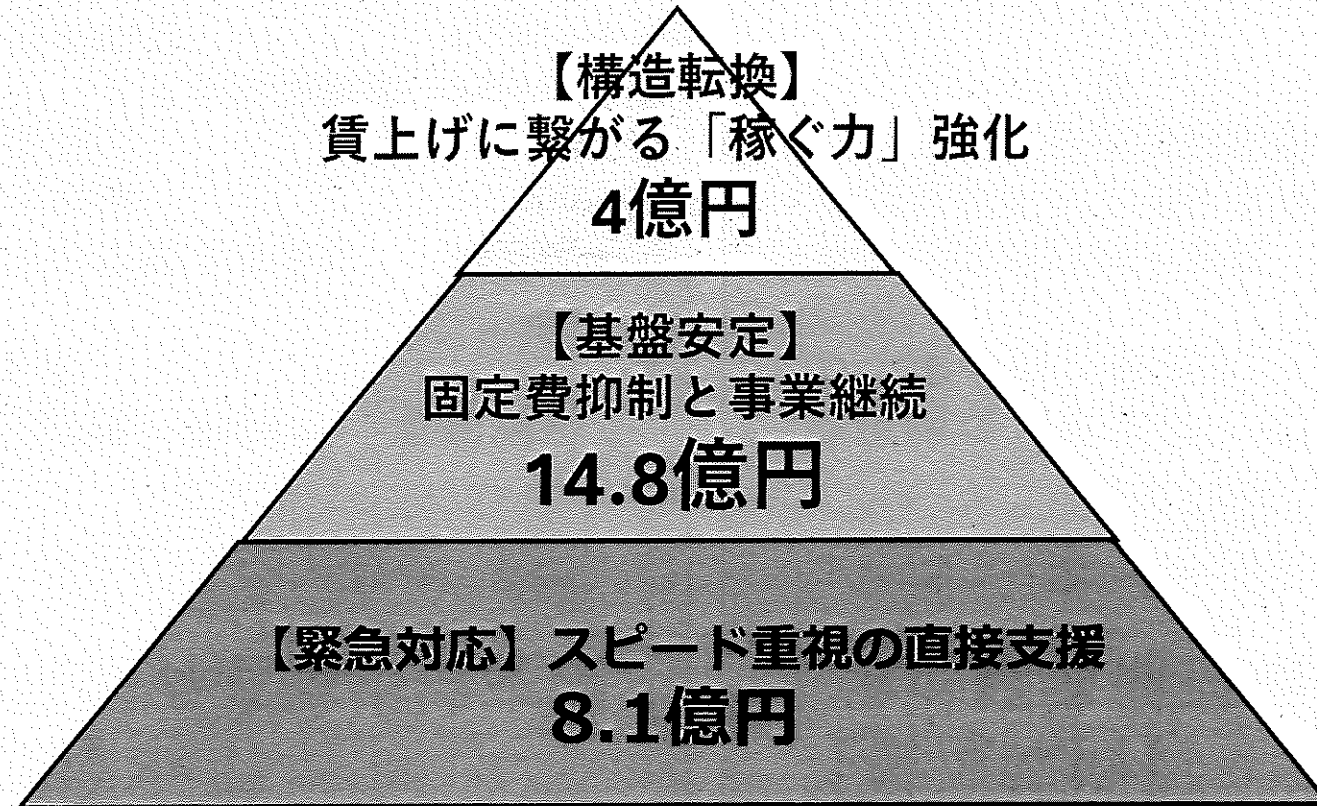 【構造転換】
賃上げに繋がる「稼ぐ力」強化
4億円
【基盤安定】
固定費抑制と事業継続
14.8億円
【緊急対応】スピード重視の直接支援
8.1億円